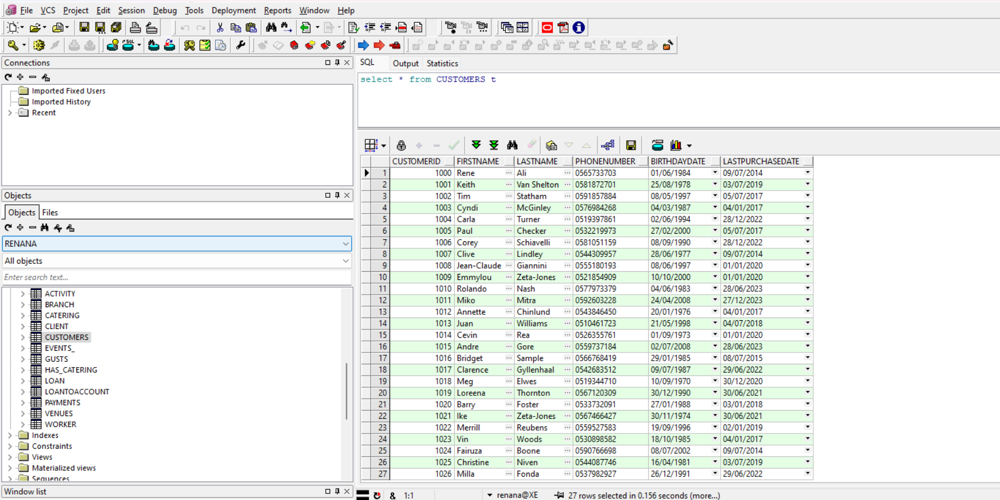 File VCS Project Edit Session Debug Tools Deployment Reports Window Help
SQL
SQL
Connections
Imported Fixed Users
Imported History
Recent
Objects
Objects Files
RENANA
All objects
Enter search text...
ACTIVITY
BRANCH
CATERING
CLIENT
CUSTOMERS
EVENTS_
GUSTS
HAS_CATERING
LOAN
LOANTOACCOUNT
PAYMENTS
VENUES
WORKER
Indexes
Constraints
Views
Materialized views
Sequences
Window list
SQL Output Statistics
select * from CUSTOMERS t
CUSTOMERID FIRSTNAME LASTNAME PHONENUMBER BIRTHDAYDATE LASTPURCHASEDATE
1 1000 Rene Ali 0565733703 01/06/1984 09/07/2014
2 1001 Keith Van Shelton 0581872701 25/08/1978 03/07/2019
3 1002 Tim Statham 0591857884 08/05/1997 05/07/2017
4 1003 Cyndi McGinley 0576984268 04/03/1987 04/01/2017
5 1004 Carla Turner 0519397861 02/06/1994 28/12/2022
6 1005 Paul Checker 0532219973 27/02/2000 05/07/2017
7 1006 Corey Schiavelli 0581051159 08/09/1990 28/12/2022
8 1007 Clive Lindley 0544309957 28/06/1977 09/07/2014
9 1008 Jean-Claude Giannini 0555180193 08/06/1997 01/01/2020
10 1009 Emmylou Zeta-Jones 0521854909 10/10/2000 01/01/2020
11 1010 Rolando Nash 0577973379 04/06/1983 28/06/2023
12 1011 Miko Mitra 0592603228 24/04/2008 27/12/2023
13 1012 Annette Chinlund 0543846450 20/01/1976 04/01/2017
14 1013 Juan Williams 0510461723 21/05/1998 04/07/2018
15 1014 Cevin Rea 0526355761 01/09/1973 01/01/2020
16 1015 Andre Gore 0559737184 02/07/2008 28/06/2023
17 1016 Bridget Sample 0566768419 29/01/1985 08/07/2015
18 1017 Clarence Gyllenhaal 0542683512 09/07/1987 29/06/2022
19 1018 Meg Elwes 0519344710 10/09/1970 30/12/2020
20 1019 Loreena Thornton 0567120309 30/12/1990 30/06/2021
21 1020 Barry Foster 0533732091 27/01/1988 03/01/2018
22 1021 Ike Zeta-Jones 0567466427 30/11/1974 30/06/2021
23 1022 Merrill Reubens 0559527583 19/09/1996 02/01/2019
24 1023 Vin Woods 0530898582 18/10/1985 04/01/2017
25 1024 Fairuza Boone 0590766698 08/07/2002 09/07/2014
26 1025 Christine Niven 0544087746 16/04/1981 03/07/2019
27 1026 Milla Fonda 0537982927 26/12/1991 29/06/2022
& 1:1 renana@XE 27 rows selected in 0.156 seconds (more...)